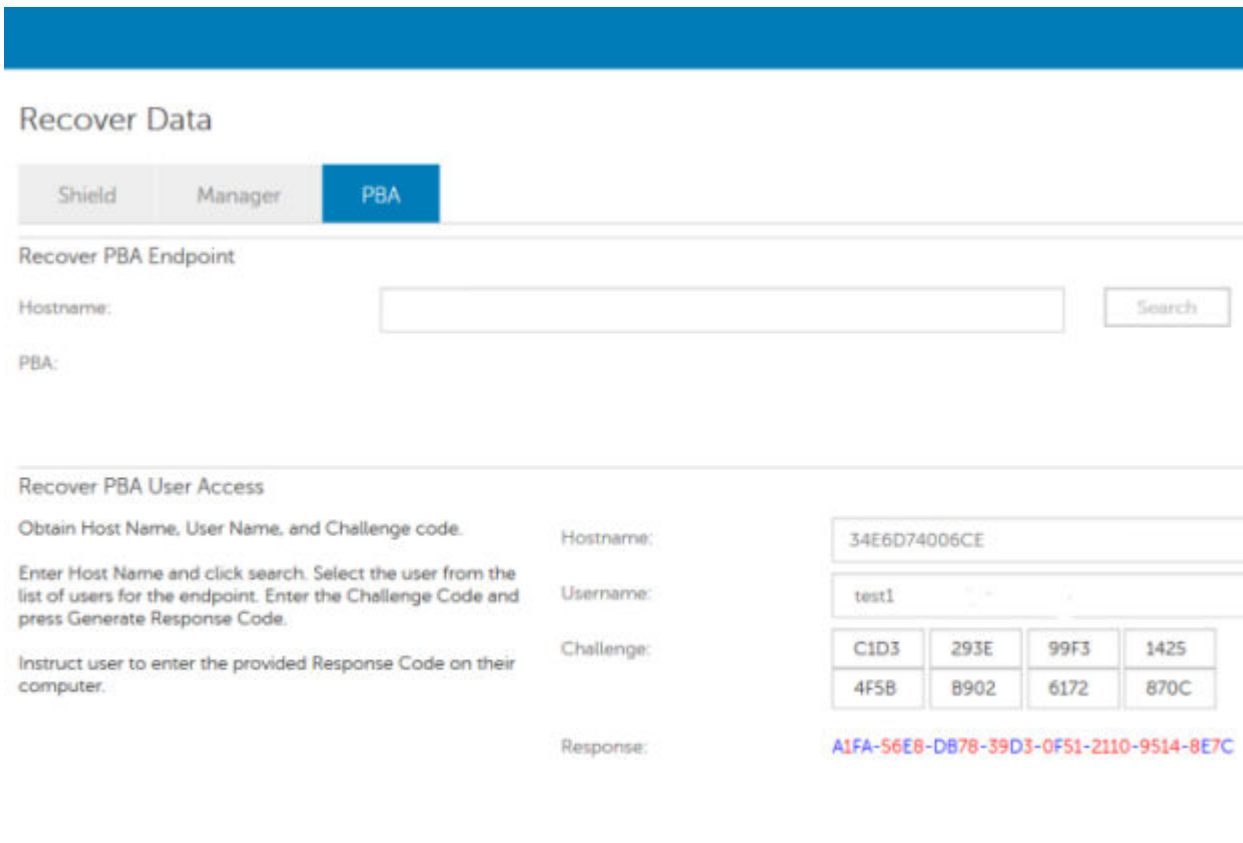 Recover Data
Shield Manager PBA
Recover PBA Endpoint
Hostname: Search
PBA:
Recover PBA User Access
Obtain Host Name, User Name, and Challenge code.
Enter Host Name and click search. Select the user from the
list of users for the endpoint. Enter the Challenge Code and
press Generate Response Code.
Instruct user to enter the provided Response Code on their
computer.
Hostname: 34E6D74006CE
Username: test1
Challenge: C1D3 293E 99F3 1425
4F5B B902 6172 870C
Response: A1FA-56E8-DB78-39D3-0F51-2110-9514-8E7C